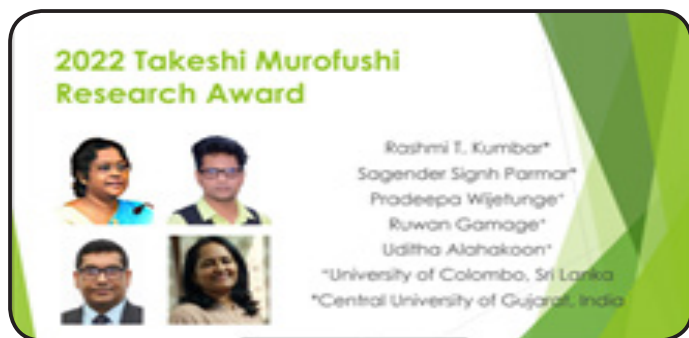 2022 Takeshi Murofushi
Research Award
Rashmi T. Kumbar*
Sagender Signh Parmar*
Pradeepa Wijetunge+
Ruwan Gamage+
Uditha Alahakoon+
+University of Colombo, Sri Lanka
*Central University of Gujarat, India